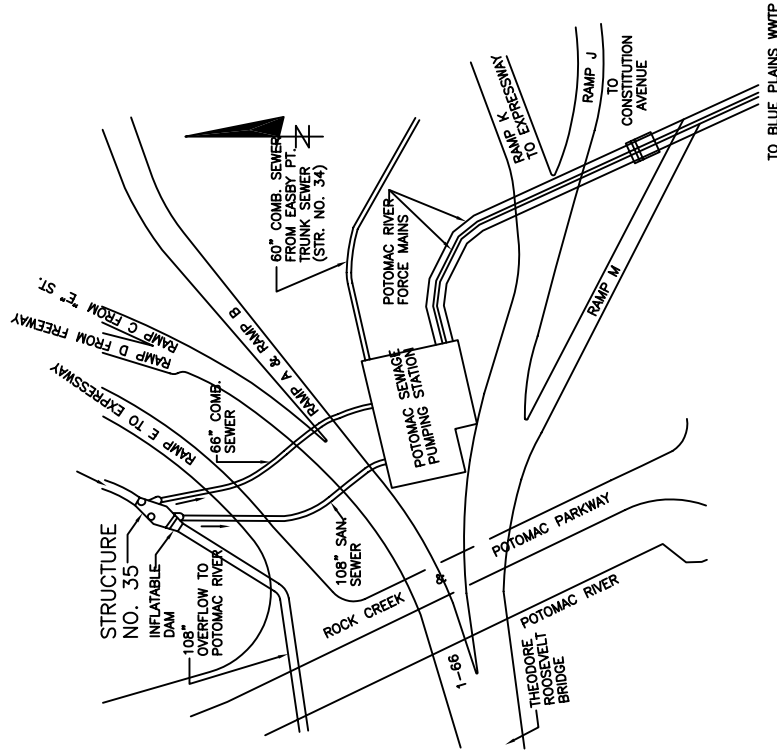 TO BLUE PLAINS WWTP
RAMP K
TO EXPRESSWAY
RAMP J
TO
CONSTITUTION
AVENUE
N
60" COMB. SEWER
FROM EASBY PT.
TRUNK SEWER
(STR. NO. 34)
POTOMAC RIVER
FORCE MAINS
RAMP M
RAMP C FROM "E" ST.
RAMP D FROM FREEWAY
RAMP E TO EXPRESSWAY
RAMP A & RAMP B
66" COMB.
SEWER
POTOMAC SEWAGE
PUMPING STATION
STRUCTURE
NO. 35
INFLATABLE
DAM
108"
OVERFLOW TO
POTOMAC RIVER
108" SAN.
SEWER
ROCK CREEK & POTOMAC PARKWAY
POTOMAC RIVER
1-66
THEODORE
ROOSEVELT
BRIDGE